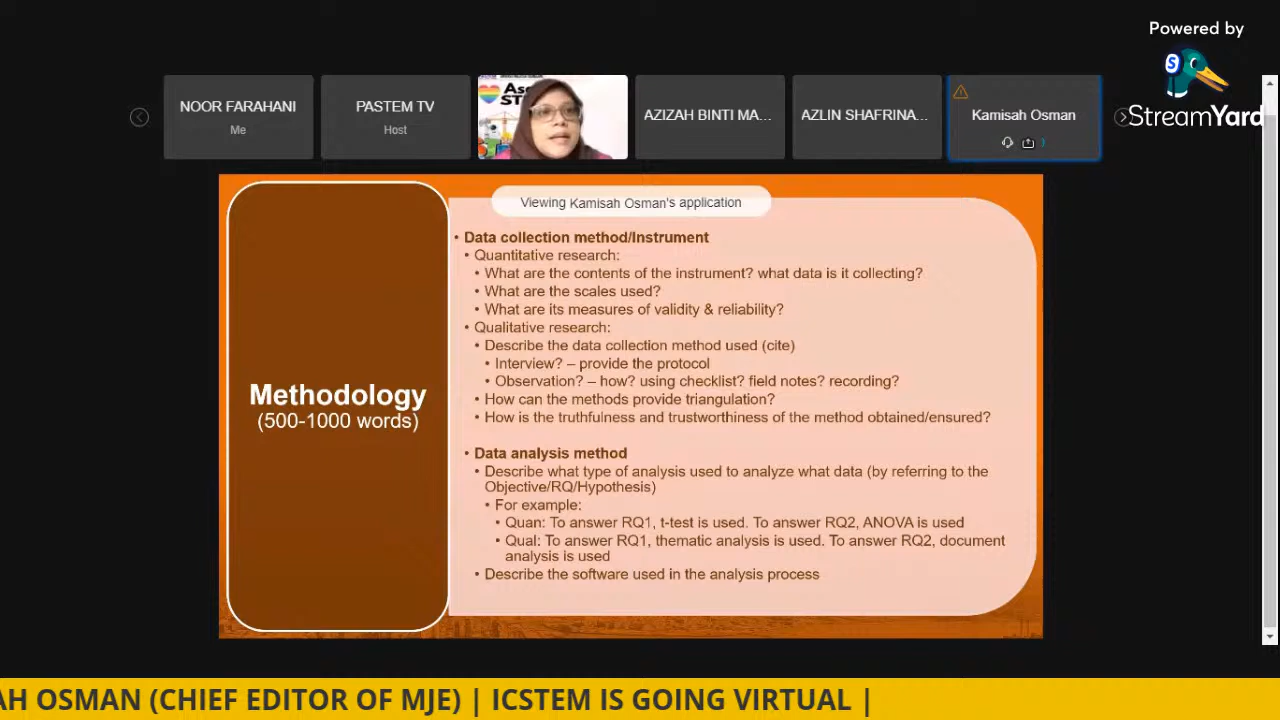 Powered by
StreamYard
NOOR FARAHANI
Me
PASTEM TV
Host
AZIZAH BINTI MA...
AZLIN SHAFRINA...
Kamisah Osman
Viewing Kamisah Osman's application
Methodology
(500-1000 words)
• Data collection method/Instrument
• Quantitative research:
• What are the contents of the instrument? what data is it collecting?
• What are the scales used?
• What are its measures of validity & reliability?
• Qualitative research:
• Describe the data collection method used (cite)
• Interview? – provide the protocol
• Observation? – how? using checklist? field notes? recording?
• How can the methods provide triangulation?
• How is the truthfulness and trustworthiness of the method obtained/ensured?
• Data analysis method
• Describe what type of analysis used to analyze what data (by referring to the
Objective/RQ/Hypothesis)
• For example:
• Quan: To answer RQ1, t-test is used. To answer RQ2, ANOVA is used
• Qual: To answer RQ1, thematic analysis is used. To answer RQ2, document
analysis is used
• Describe the software used in the analysis process
AH OSMAN (CHIEF EDITOR OF MJE) | ICSTEM IS GOING VIRTUAL |